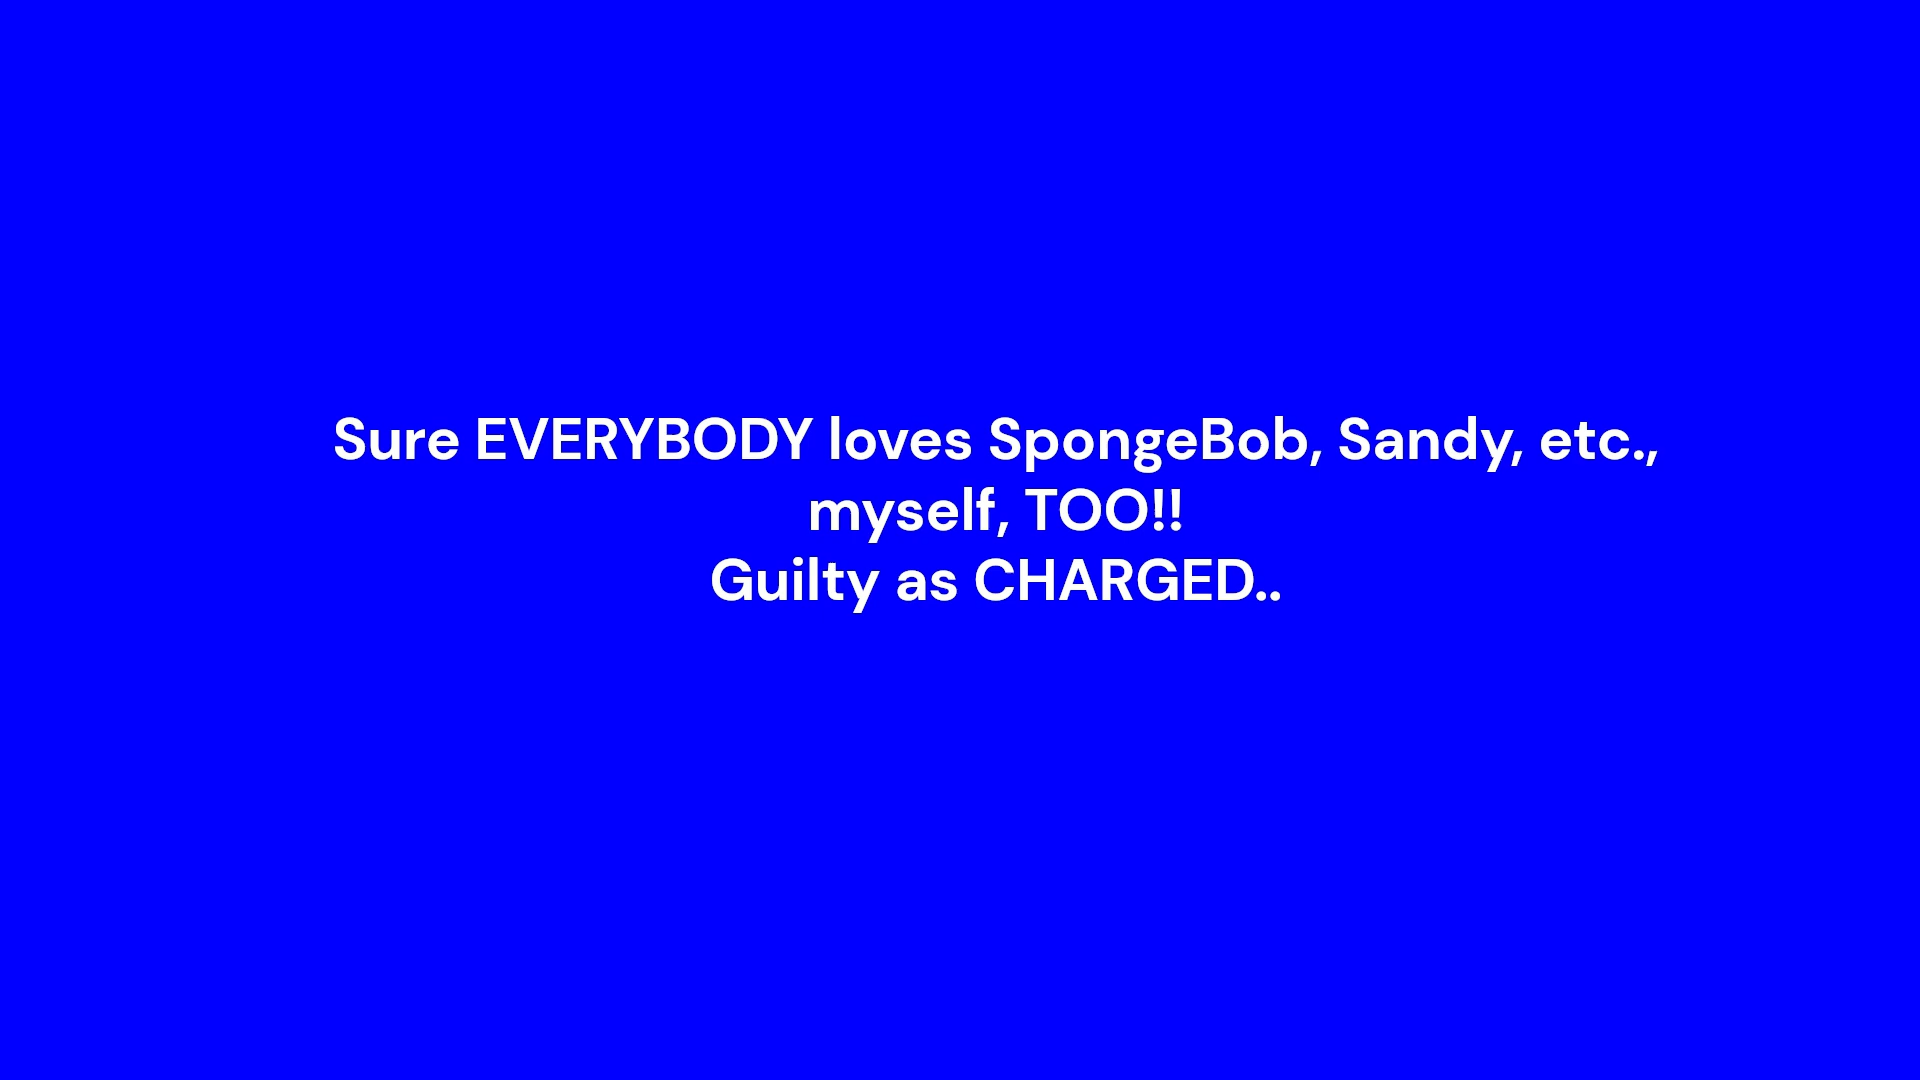 Sure EVERYBODY loves SpongeBob, Sandy, etc.,
myself, TOO!!
Guilty as CHARGED..